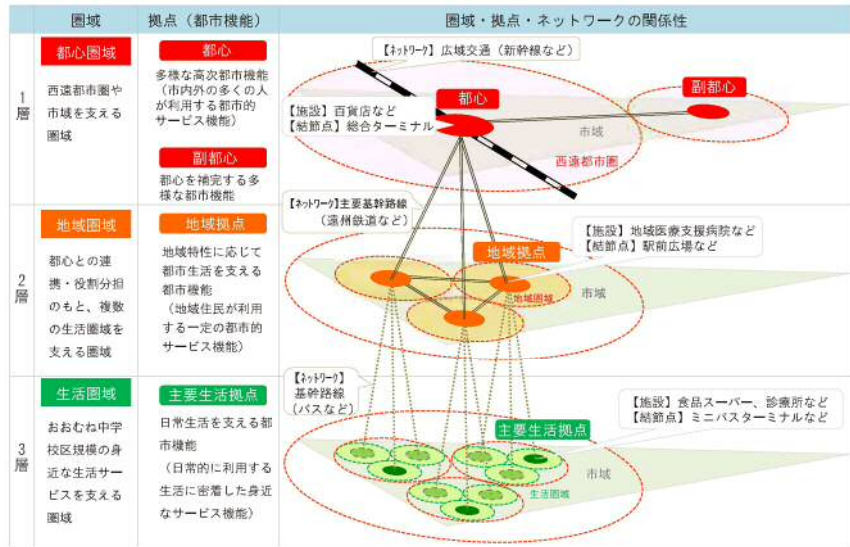 圏域
拠点（都市機能）
圏域・拠点・ネットワークの関係性
1層
都心圏域
西遠都市圏や
市域を支える
圏域
都心
多様な高次都市機能
（市内外の多くの人
が利用する都市的
サービス機能）
副都心
都心を補完する多
様な都市機能
【ネットワーク】広域交通（新幹線など）
都心
副都心
【施設】百貨店など
【結節点】総合ターミナル
市域
西遠都市圏
【ネットワーク】主要基幹路線
（遠州鉄道など）
2層
地域圏域
都心との連
携・役割分担
のもと、複数
の生活圏域を
支える圏域
地域拠点
地域特性に応じて
都市生活を支える
都市機能
（地域住民が利用
する一定の都市的
サービス機能）
【施設】地域医療支援病院など
【結節点】駅前広場など
地域拠点
地域圏域
市域
3層
生活圏域
おおむね中学
校区規模の身
近な生活サー
ビスを支える
圏域
主要生活拠点
日常生活を支える都
市機能
（日常的に利用する
生活に密着した身近
なサービス機能）
【ネットワーク】
基幹路線
（バスなど）
【施設】食品スーパー、診療所など
【結節点】ミニバスターミナルなど
主要生活拠点
市域
生活圏域